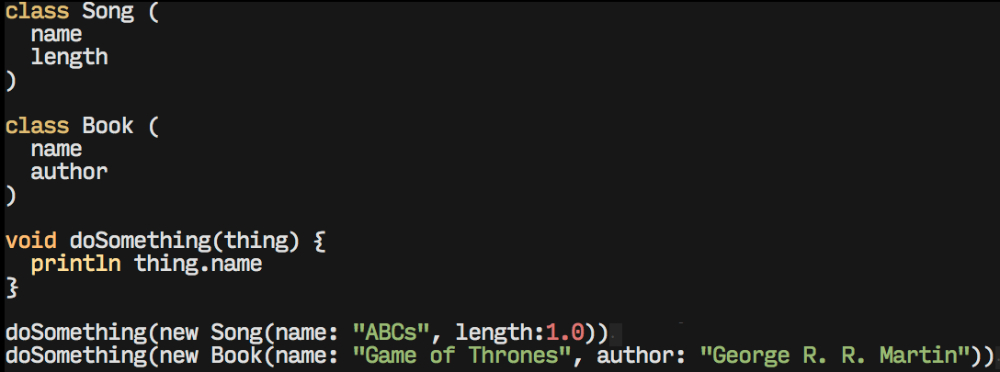 class Song (
  name
  length
)

class Book (
  name
  author
)

void doSomething(thing) {
  println thing.name
}

doSomething(new Song(name: "ABCs", length:1.0))
doSomething(new Book(name: "Game of Thrones", author: "George R. R. Martin"))